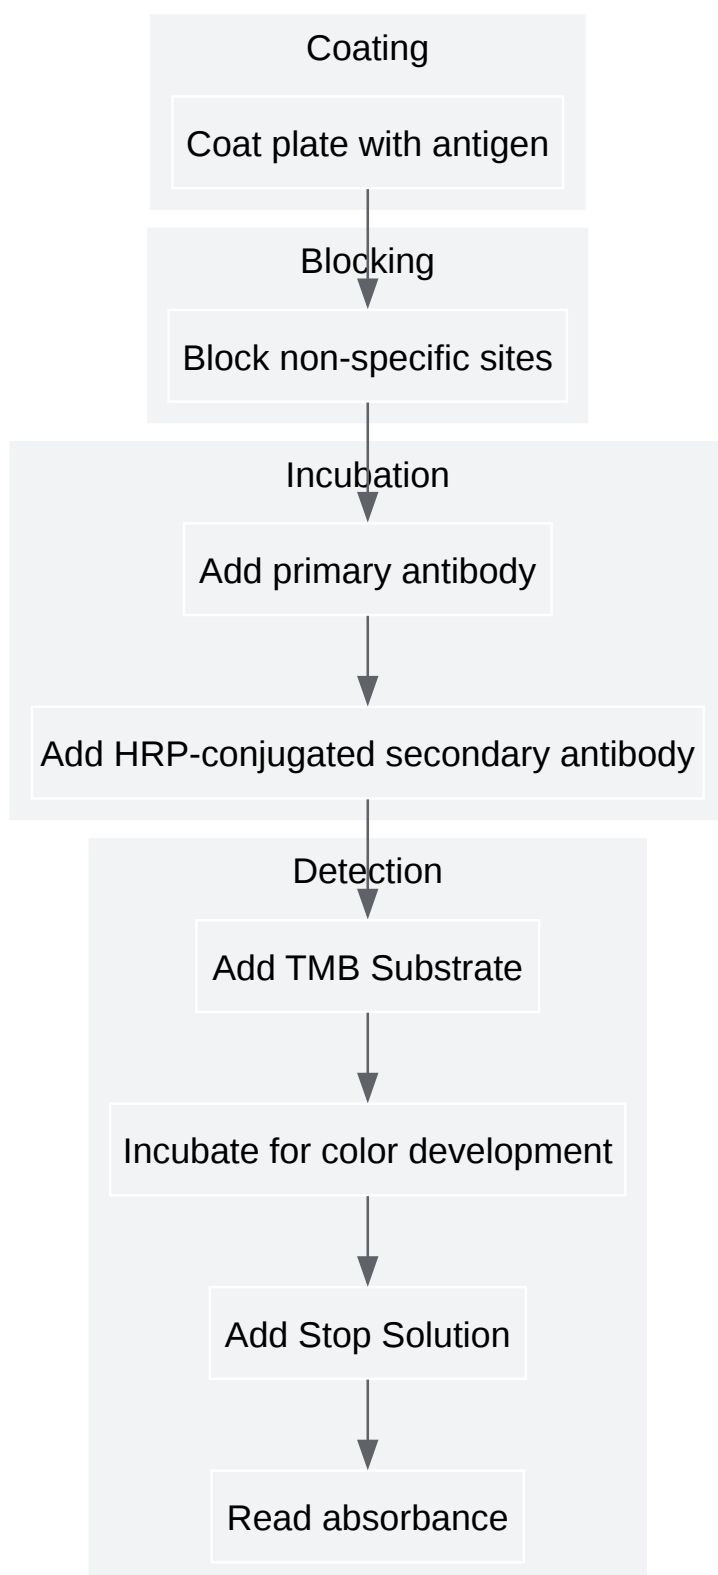 Coating
Coat plate with antigen
Blocking
Block non-specific sites
Incubation
Add primary antibody
Add HRP-conjugated secondary antibody
Detection
Add TMB Substrate
Incubate for color development
Add Stop Solution
Read absorbance